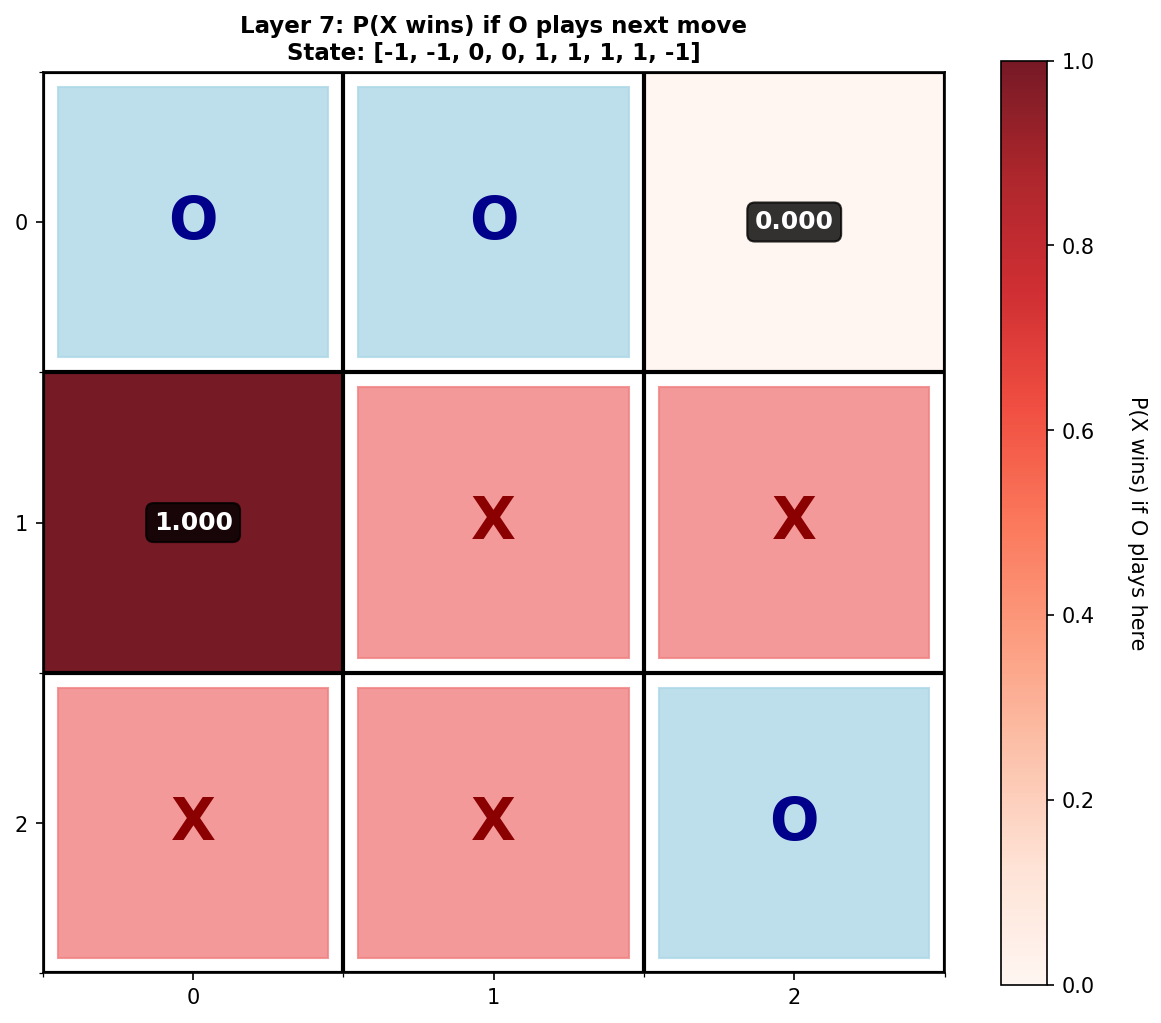 Layer 7: P(X wins) if O plays next move
State: [-1, -1, 0, 0, 1, 1, 1, 1, -1]
0
O
O
0.000
1
1.000
X
X
2
X
X
O
0
1
2
1.0
0.8
0.6
0.4
0.2
0.0
P(X wins) if O plays here